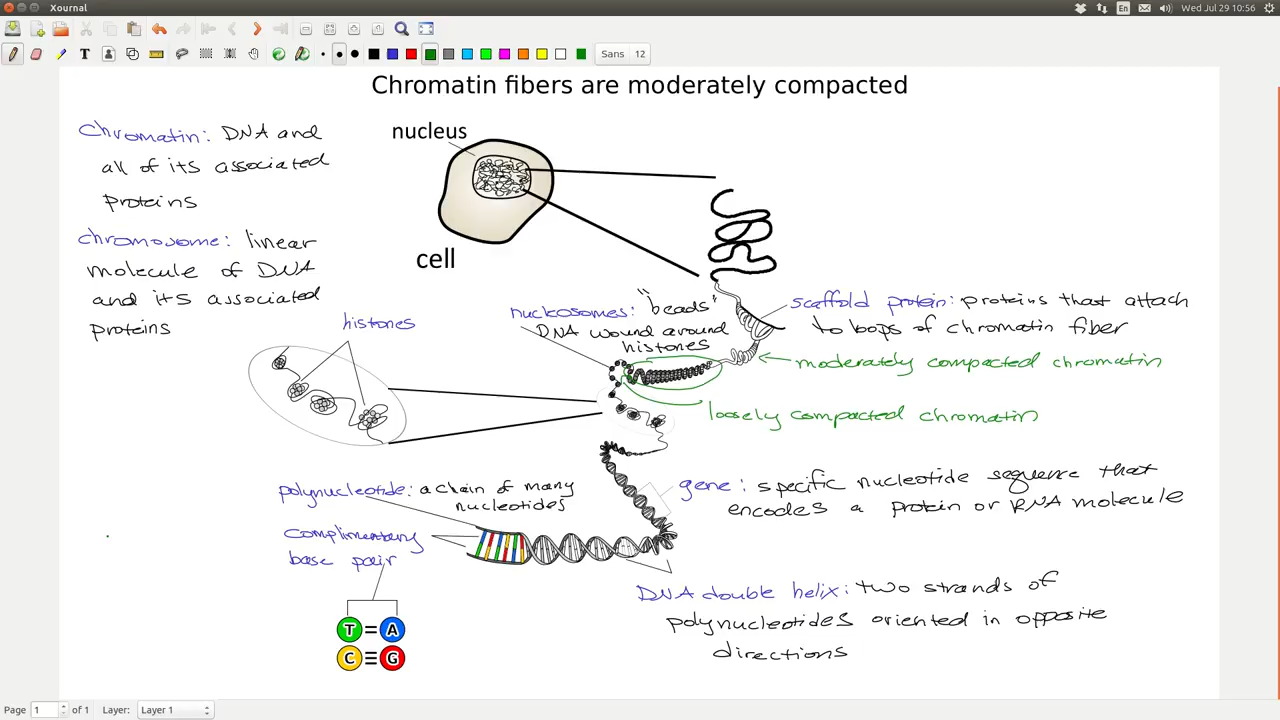 Xournal
En
Wed Jul 29 10:56
T
Sans 12
Chromatin fibers are moderately compacted
chromatin: DNA and
all of its associated
proteins
chromosome: linear
molecule of DNA
and its associated
proteins
nucleus
cell
histones
nucleosomes: "beads"
DNA wound around
histones
scaffold protein: proteins that attach
to loops of chromatin fiber
moderately compacted chromatin
loosely compacted chromatin
polynucleotide: a chain of many
nucleotides
complimentary
base pair
T = A
C ≡ G
gene: specific nucleotide sequence that
encodes a protein or RNA molecule
DNA double helix: two strands of
polynucleotides oriented in opposite
directions
Page 1 of 1 Layer: Layer 1